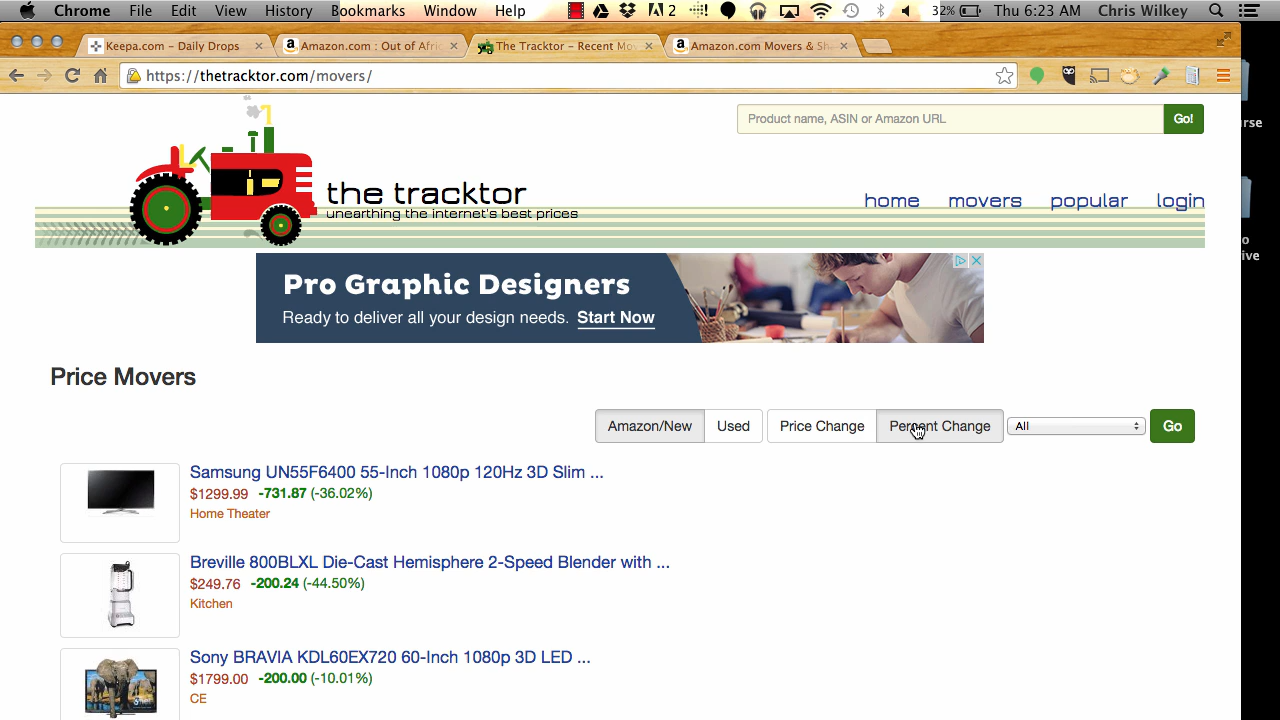 Chrome File Edit View History Bookmarks Window Help 2 32% Thu 6:23 AM Chris Wilkey
Keepa.com – Daily Drops
Amazon.com : Out of Afri
The Tracktor – Recent Mo
Amazon.com Movers & Sh
https://thetracktor.com/movers/
Product name, ASIN or Amazon URL Go!
the tracktor
unearthing the internet's best prices
home movers popular login
Pro Graphic Designers
Ready to deliver all your design needs. Start Now
Price Movers
Amazon/New Used Price Change Percent Change All Go
Samsung UN55F6400 55-Inch 1080p 120Hz 3D Slim ...
$1299.99 -731.87 (-36.02%)
Home Theater
Breville 800BLXL Die-Cast Hemisphere 2-Speed Blender with ...
$249.76 -200.24 (-44.50%)
Kitchen
Sony BRAVIA KDL60EX720 60-Inch 1080p 3D LED ...
$1799.00 -200.00 (-10.01%)
CE
urse
o
ive